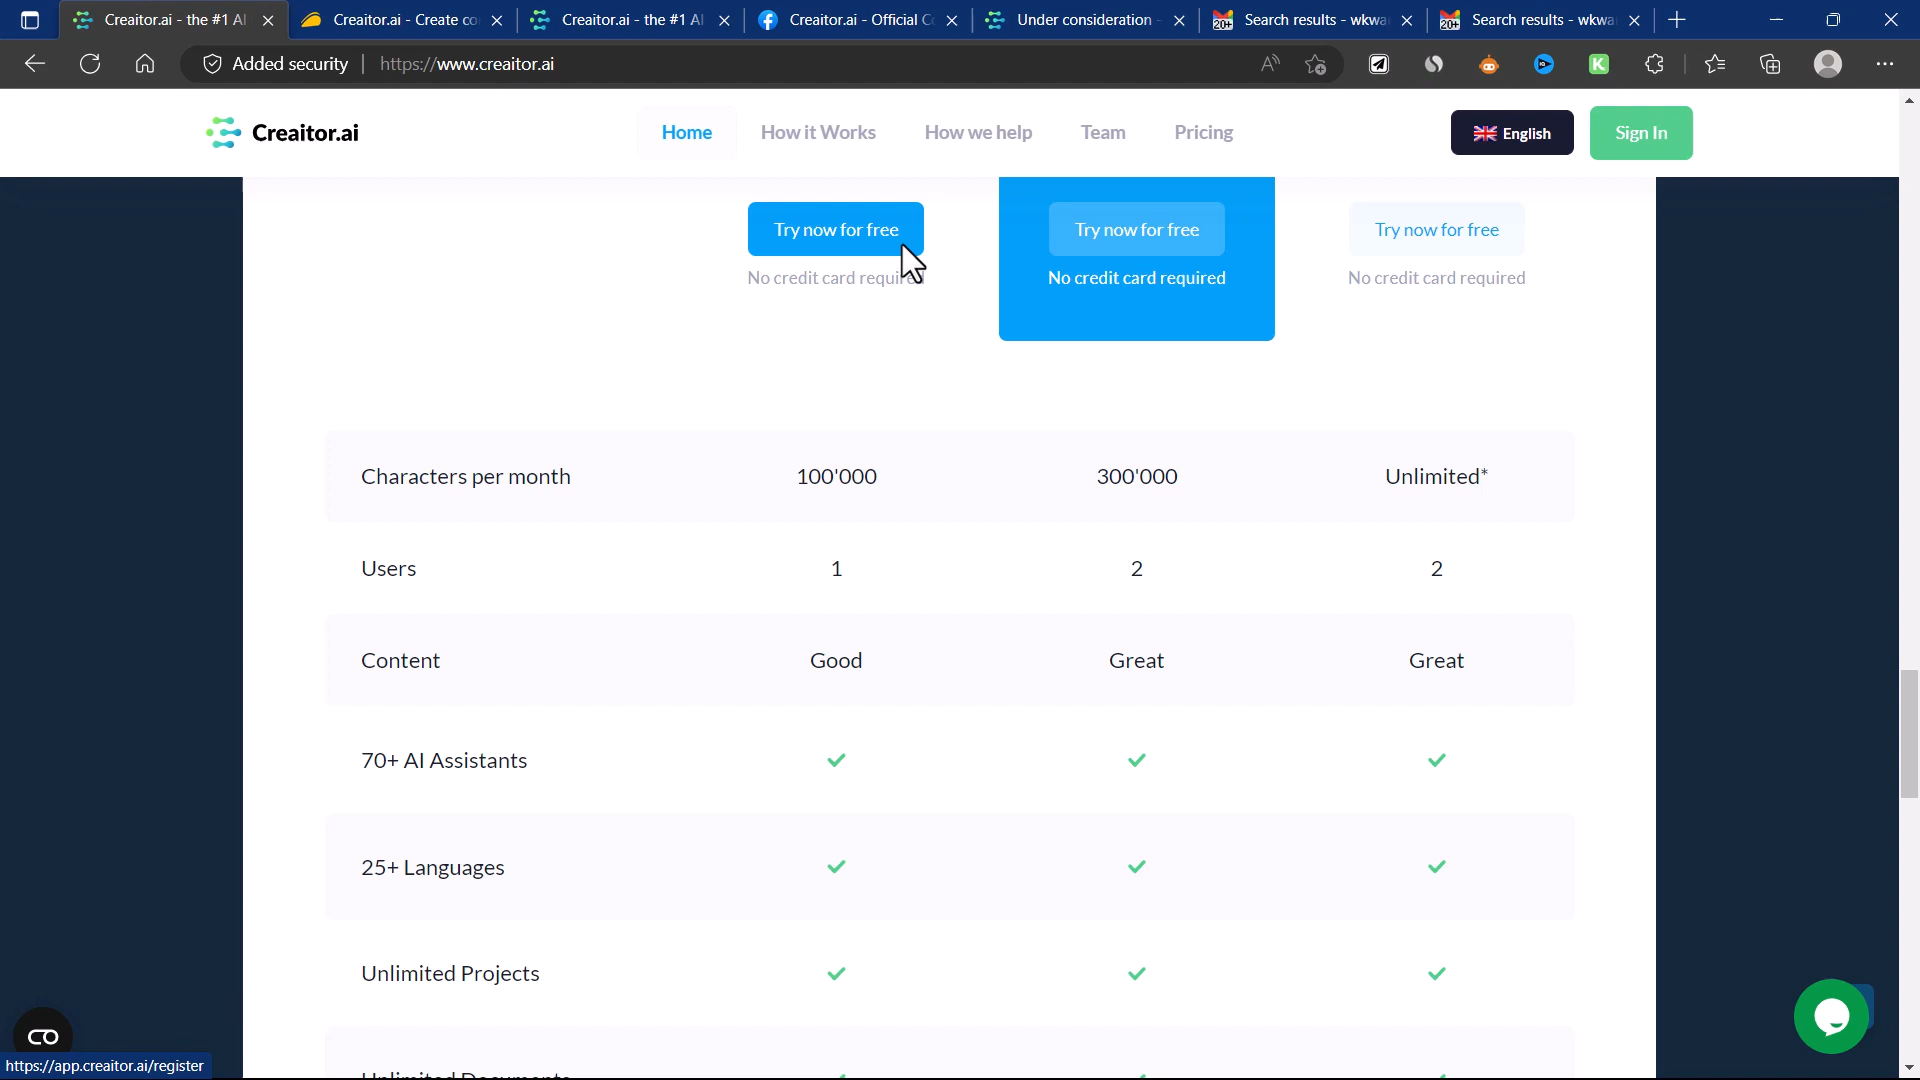 Creaitor.ai - the #1 AI
Creaitor.ai - Create co
Creaitor.ai - the #1 AI
Creaitor.ai - Official C
Under consideration -
20+
Search results - wkwa
20+
Search results - wkwa
Added security
https://www.creaitor.ai
K
Creaitor.ai
Home
How it Works
How we help
Team
Pricing
English
Sign In
Try now for free
Try now for free
Try now for free
No credit card required
No credit card required
No credit card required
Characters per month 100'000 300'000 Unlimited*
Users 1 2 2
Content Good Great Great
70+ AI Assistants
25+ Languages
Unlimited Projects
Unlimited Documents
https://app.creaitor.ai/register